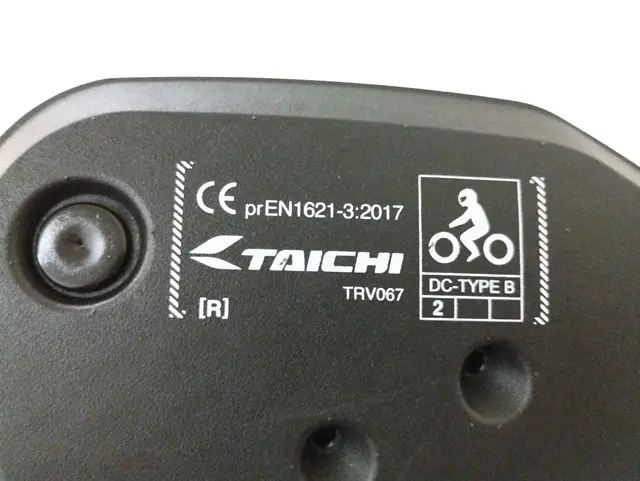 CE prEN1621-3:2017
TAICHI
TRV067
[R]
DC-TYPE B
2